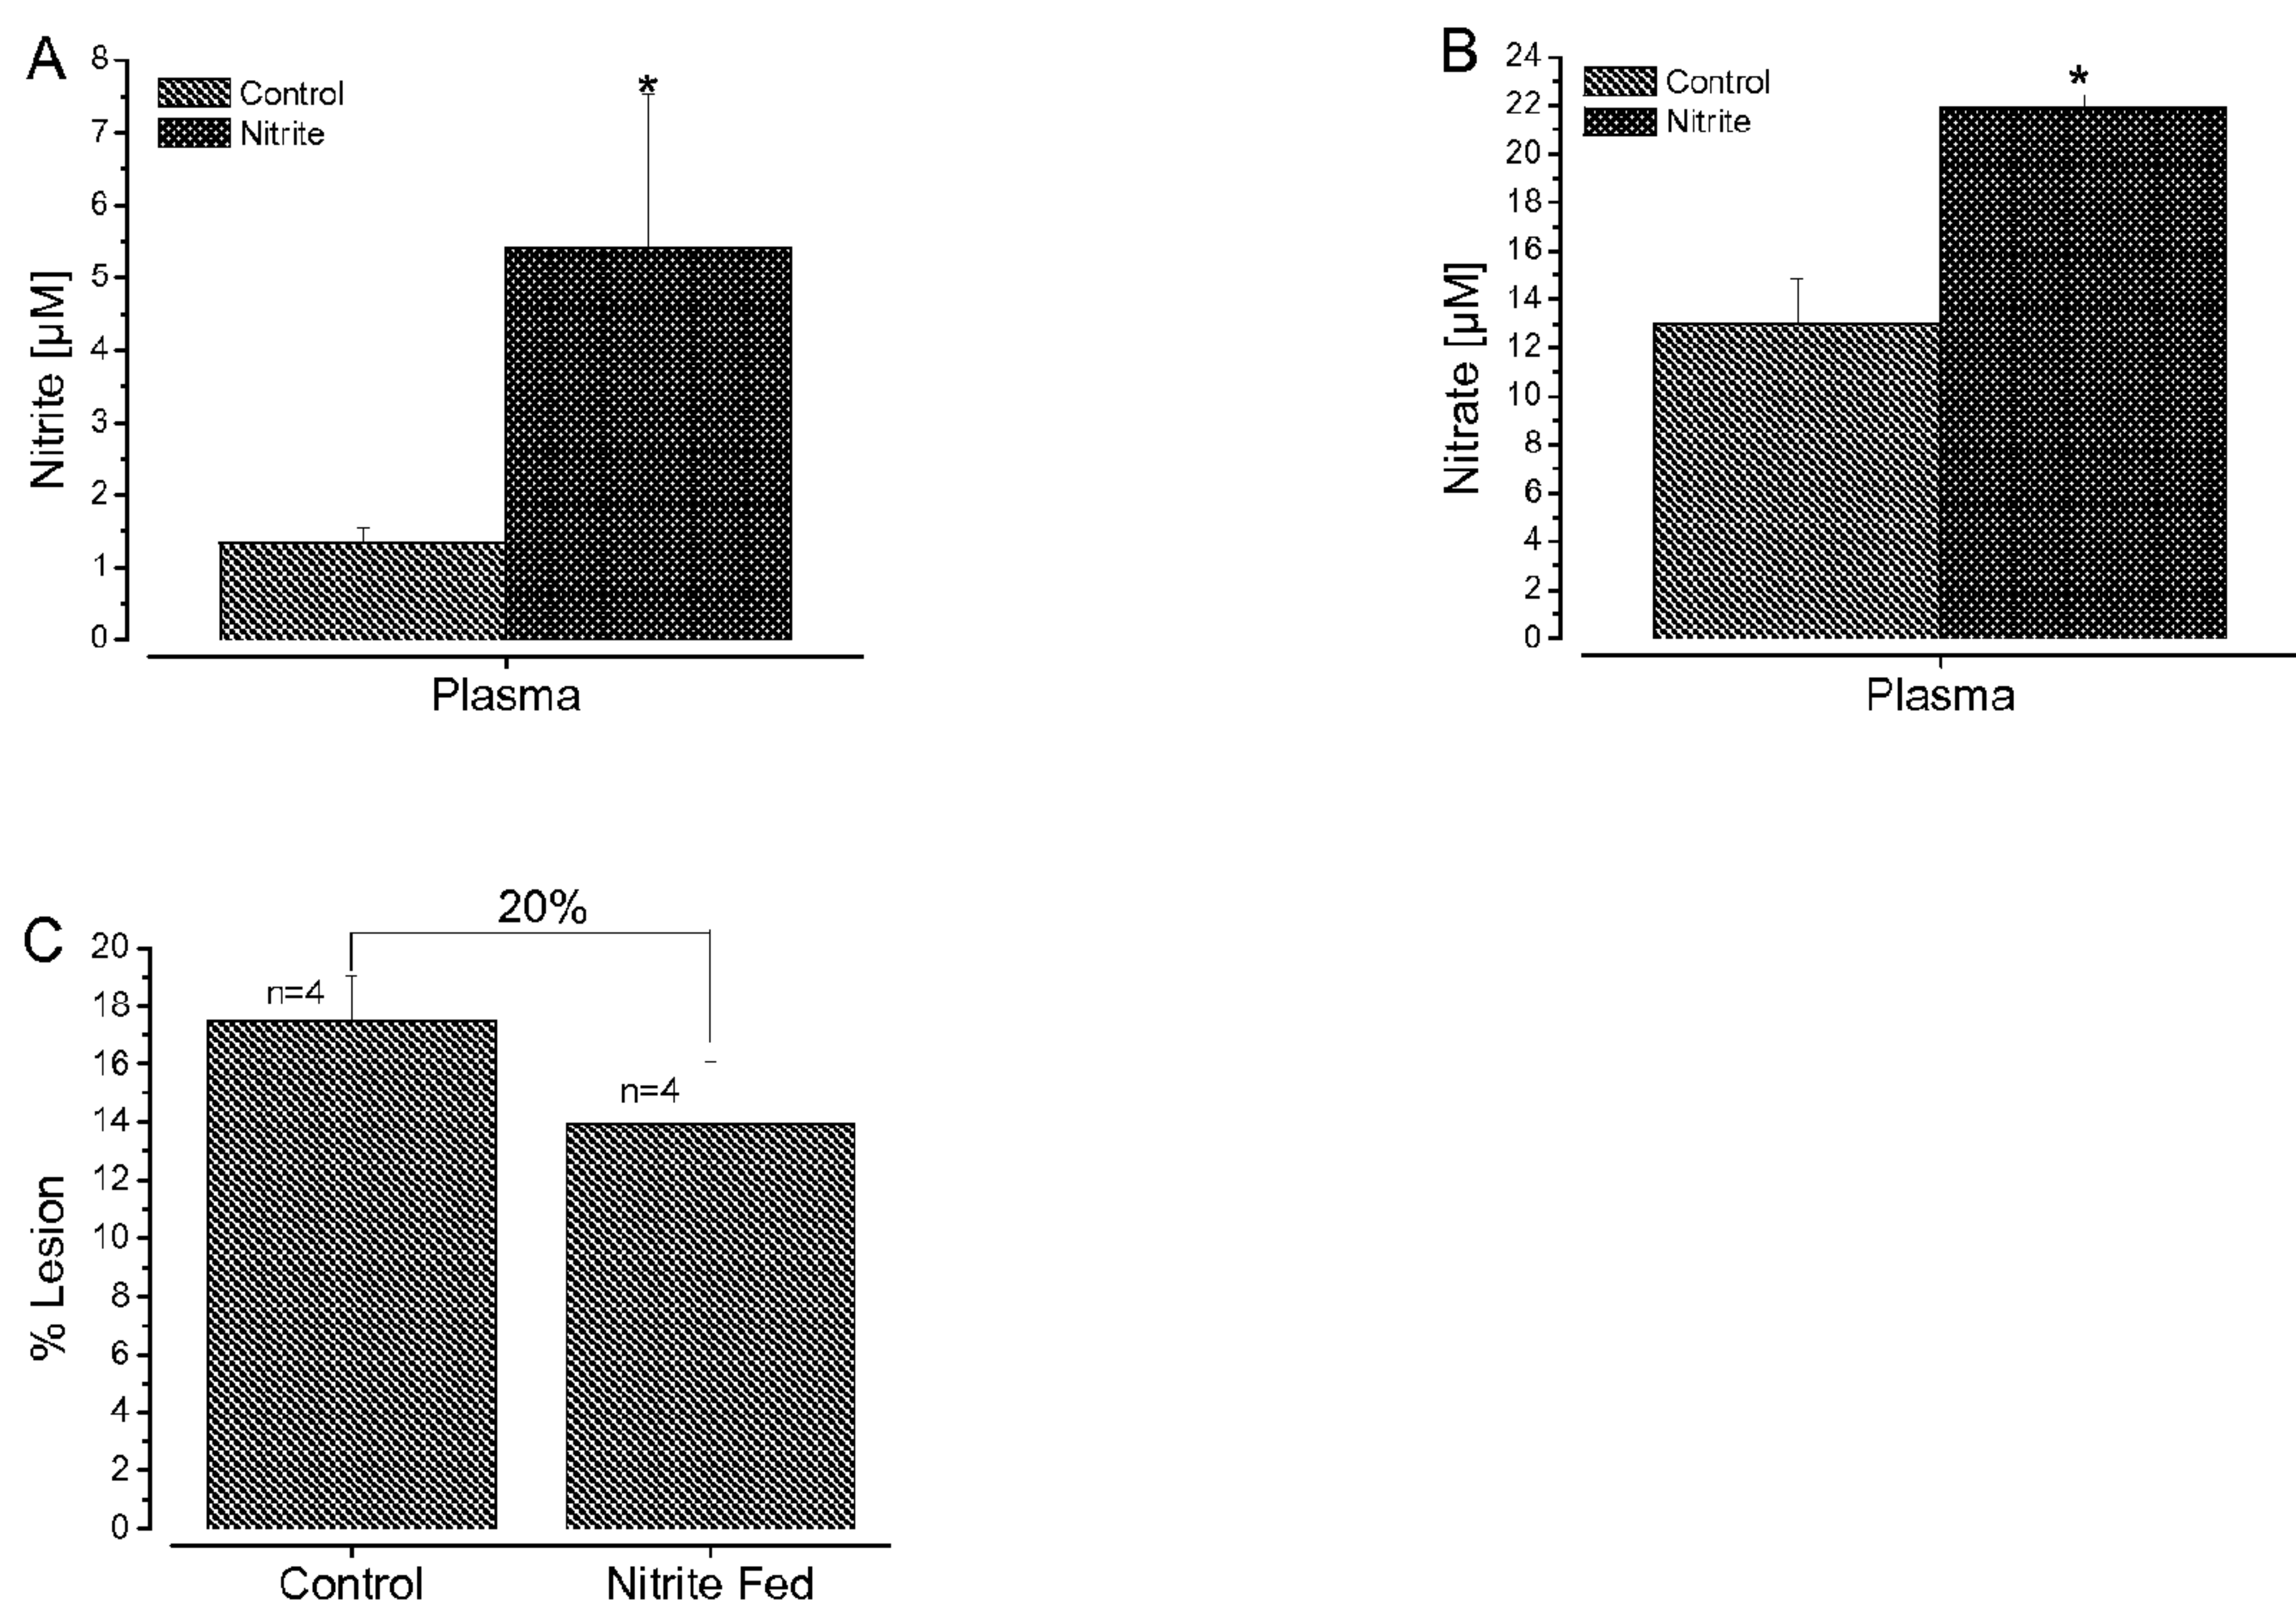 A
8
7
6
5
4
3
2
1
0
Nitrite [µM]
Control
Nitrite
*
Plasma
B
24
22
20
18
16
14
12
10
8
6
4
2
0
Nitrate [µM]
Control
Nitrite
*
Plasma
C
20
18
16
14
12
10
8
6
4
2
0
% Lesion
20%
n=4
n=4
Control
Nitrite Fed